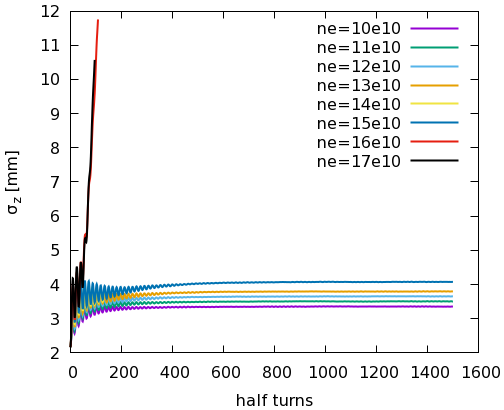 12
11
10
9
8
7
6
5
4
3
2
σz [mm]
ne=10e10
ne=11e10
ne=12e10
ne=13e10
ne=14e10
ne=15e10
ne=16e10
ne=17e10
0 200 400 600 800 1000 1200 1400 1600
half turns